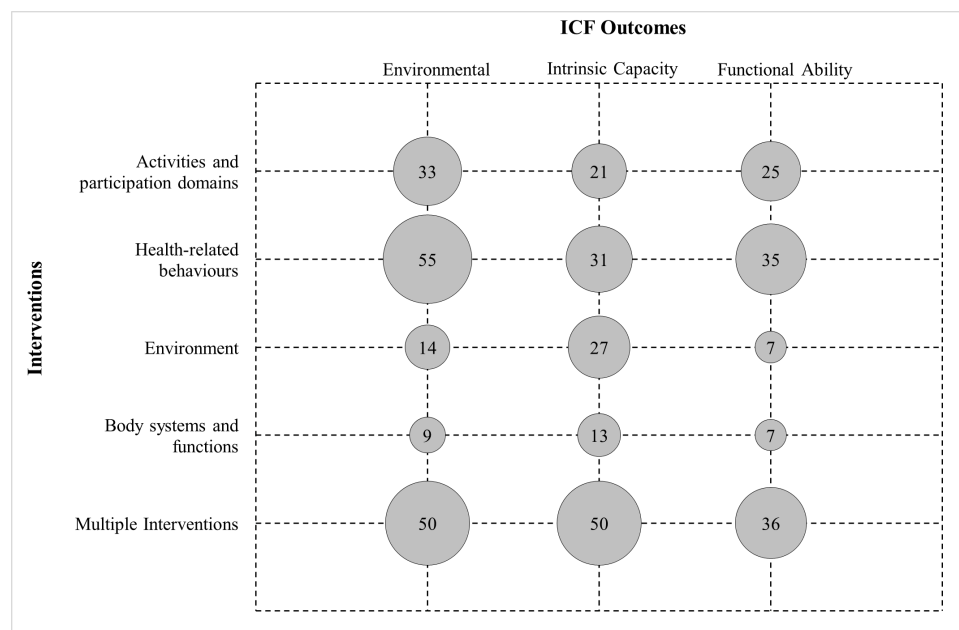 ICF Outcomes
Environmental Intrinsic Capacity Functional Ability
Interventions
Activities and
participation domains
33 21 25
Health-related
behaviours
55 31 35
Environment
14 27 7
Body systems and
functions
9 13 7
Multiple Interventions
50 50 36